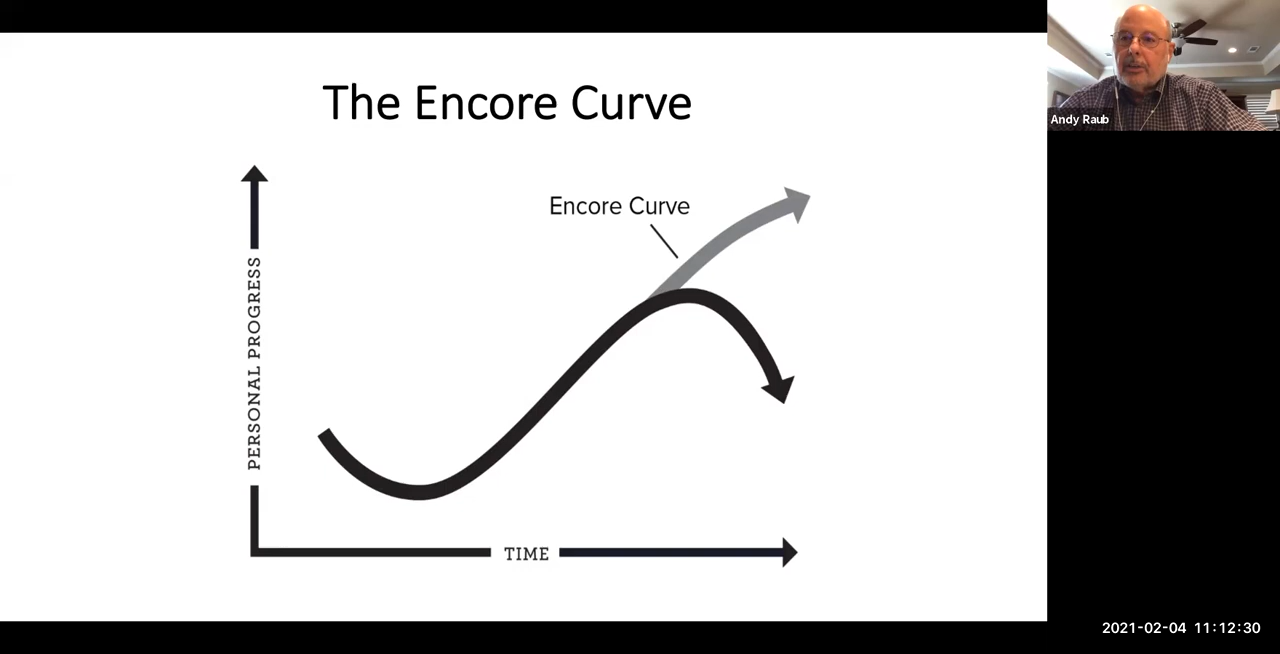 The Encore Curve
Andy Raub
Encore Curve
PERSONAL PROGRESS
TIME
2021-02-04 11:12:30